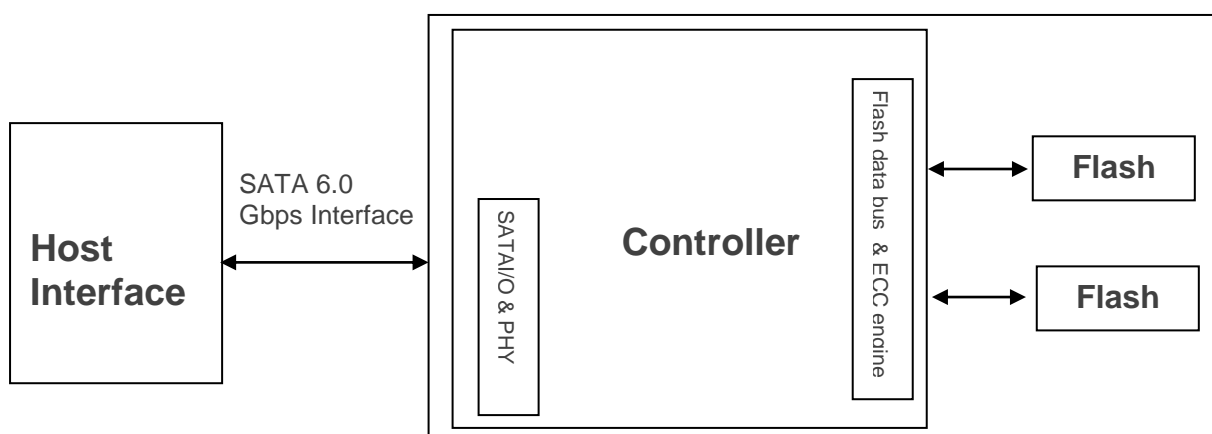 Host
Interface
SATA 6.0
Gbps Interface
SATAI/O & PHY
Controller
Flash data bus & ECC engine
Flash
Flash